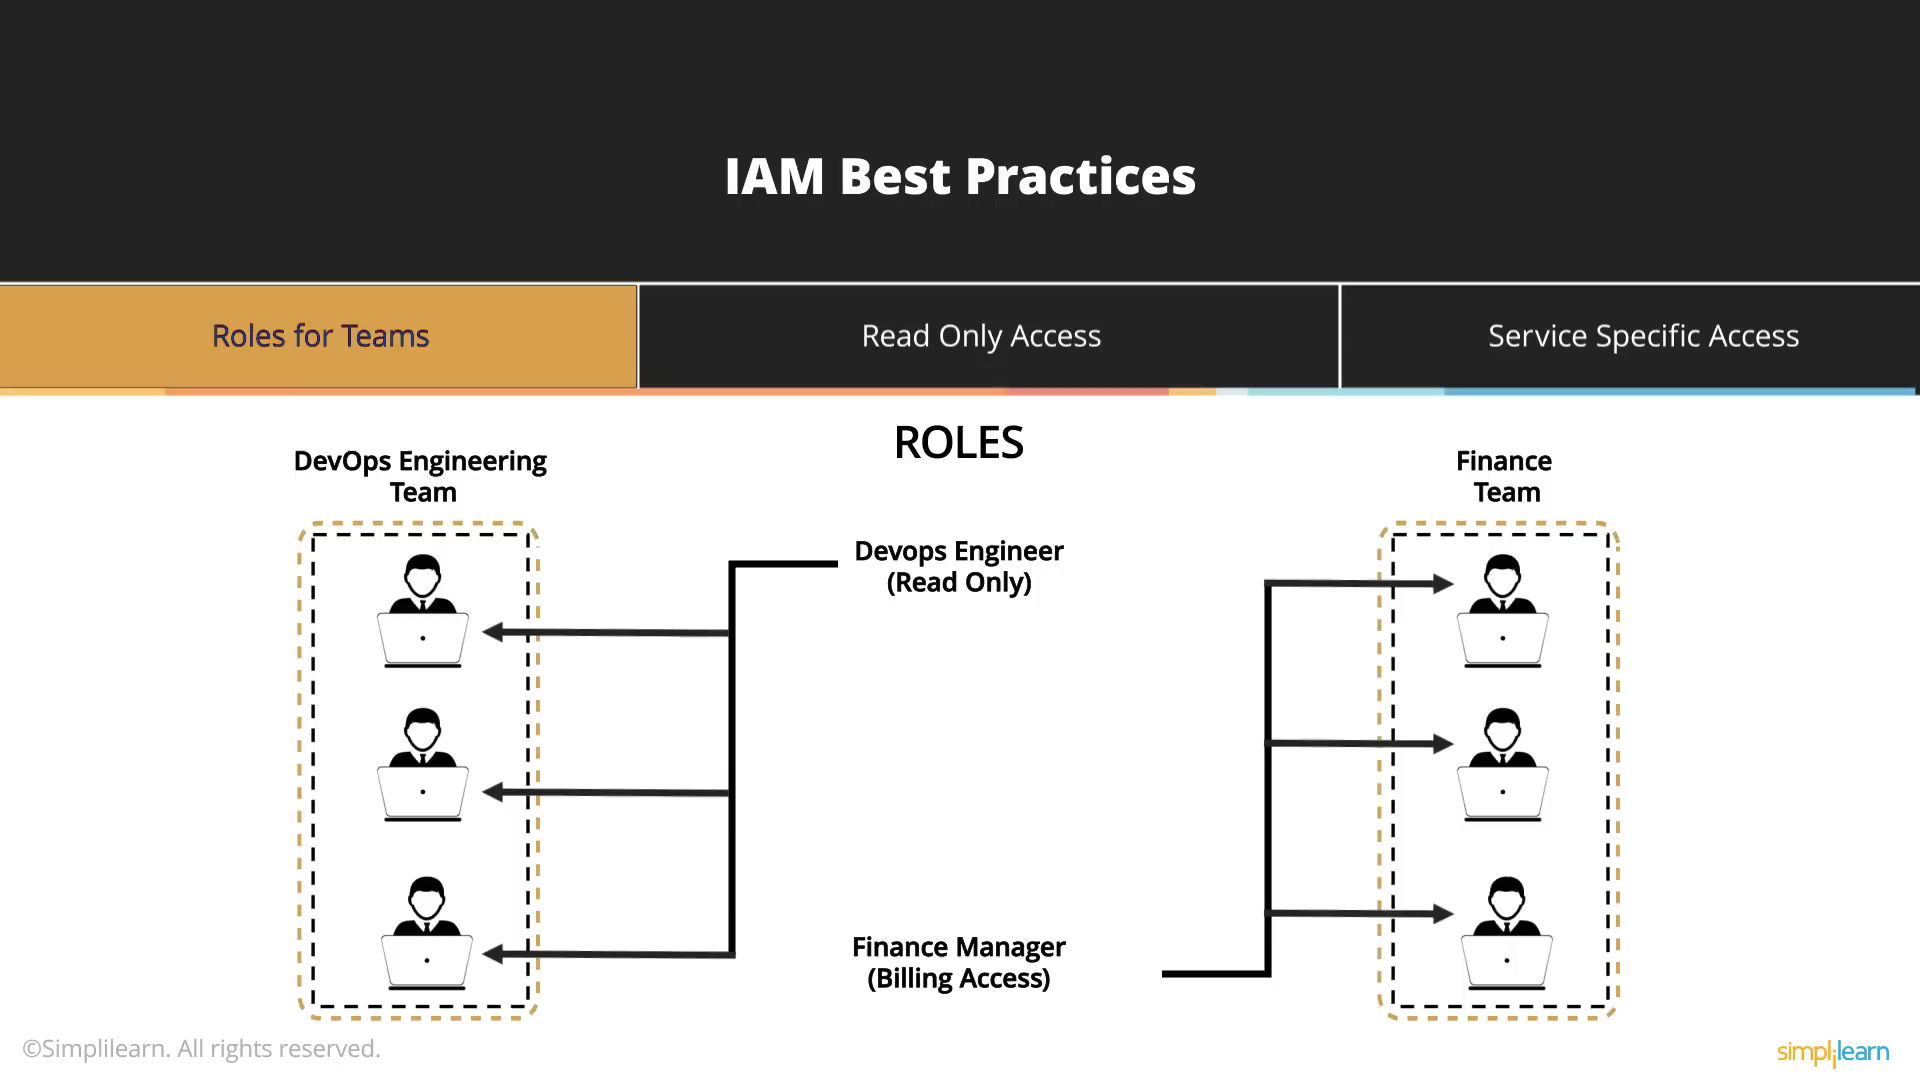 IAM Best Practices
Roles for Teams
Read Only Access
Service Specific Access
ROLES
DevOps Engineering
Team
Finance
Team
Devops Engineer
(Read Only)
Finance Manager
(Billing Access)
©Simplilearn. All rights reserved.
simplilearn